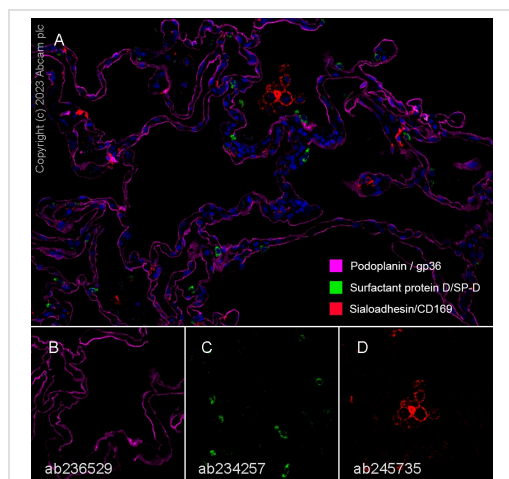 A
Copyright (c) 2023 Abcam plc
Podoplanin / gp36
Surfactant protein D/SP-D
Sialoadhesin/CD169
B
C
D
ab236529
ab234257
ab245735